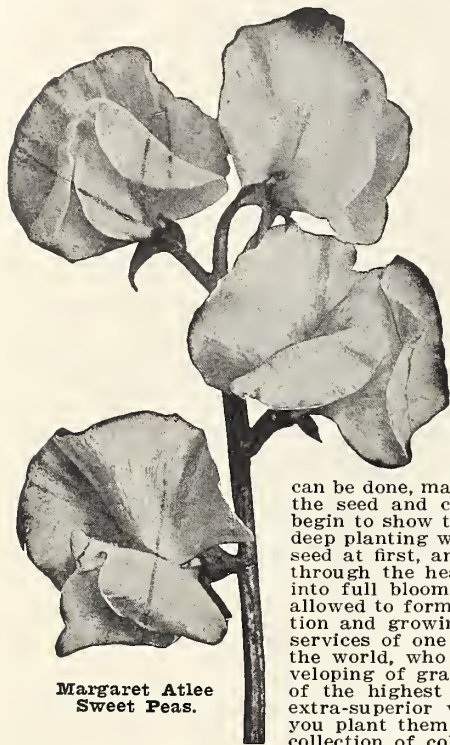 can be done, ma
the seed and c
begin to show t
deep planting w
seed at first, ar
through the hea
into full bloom
allowed to form
tion and growin
services of one
the world, who
veloping of gra
of the highest
extra-superior v
you plant them
collection of col
Margaret Atlee
Sweet Peas.